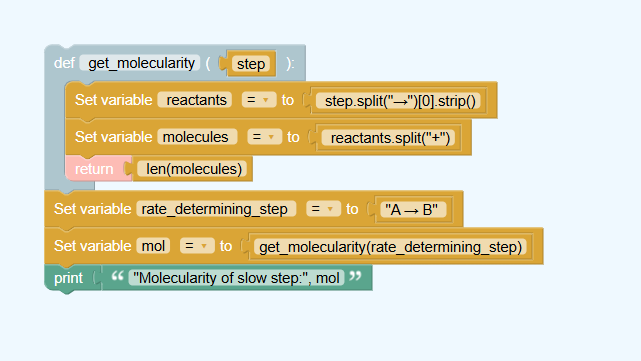 def get_molecularity ( step ):
Set variable reactants = to step.split("→")[0].strip()
Set variable molecules = to reactants.split("+")
return len(molecules)
Set variable rate_determining_step = to "A → B"
Set variable mol = to get_molecularity(rate_determining_step)
print “ "Molecularity of slow step:", mol ”